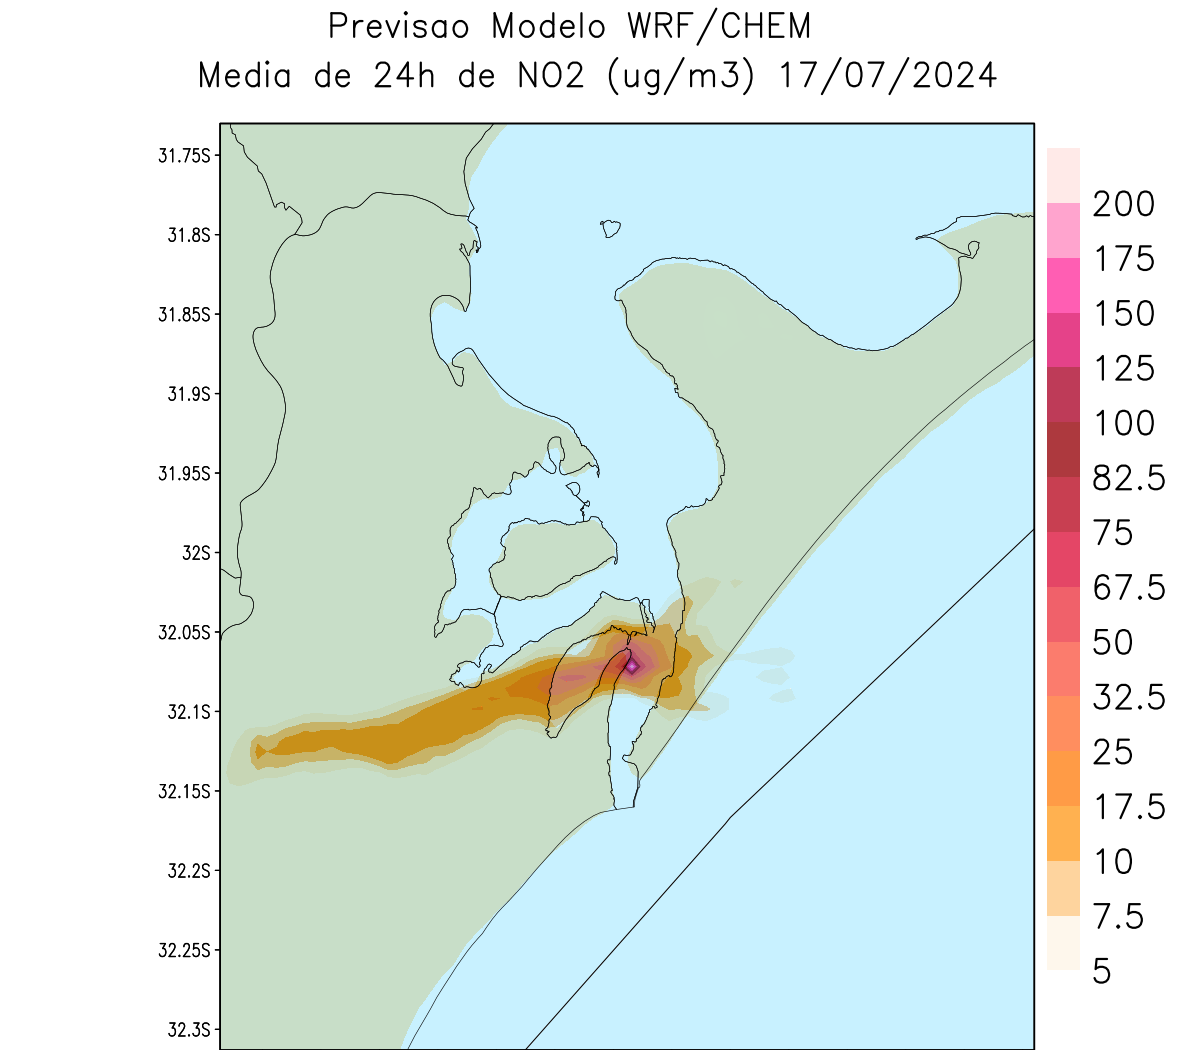 Previsao Modelo WRF/CHEM
Media de 24h de NO2 (ug/m3) 17/07/2024
31.75S
31.8S
31.85S
31.9S
31.95S
32S
32.05S
32.1S
32.15S
32.2S
32.25S
32.3S
200
175
150
125
100
82.5
75
67.5
50
32.5
25
17.5
10
7.5
5